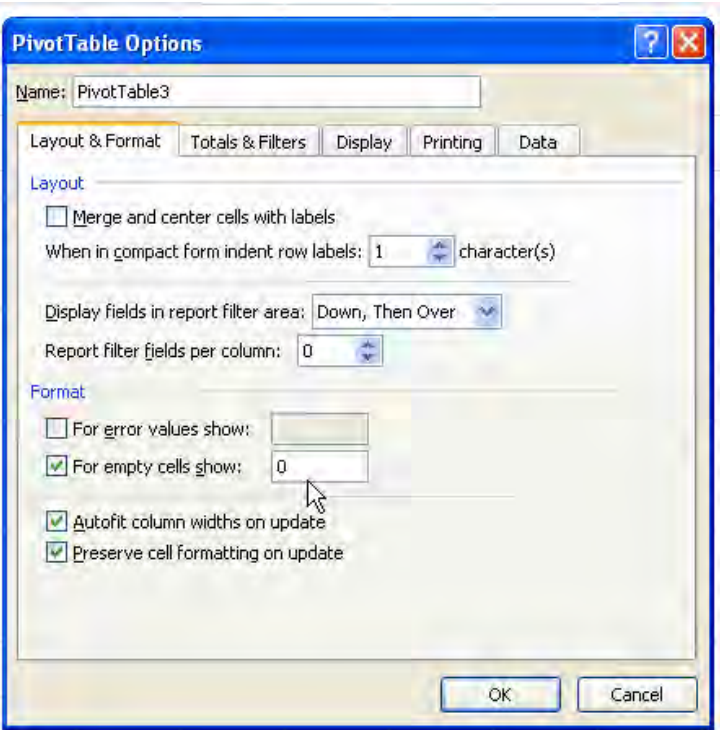 PivotTable Options
Name: PivotTable3
Layout & Format Totals & Filters Display Printing Data
Layout
Merge and center cells with labels
When in compact form indent row labels: 1 character(s)
Display fields in report filter area: Down, Then Over
Report filter fields per column: 0
Format
For error values show:
For empty cells show: 0
Autofit column widths on update
Preserve cell formatting on update
OK Cancel